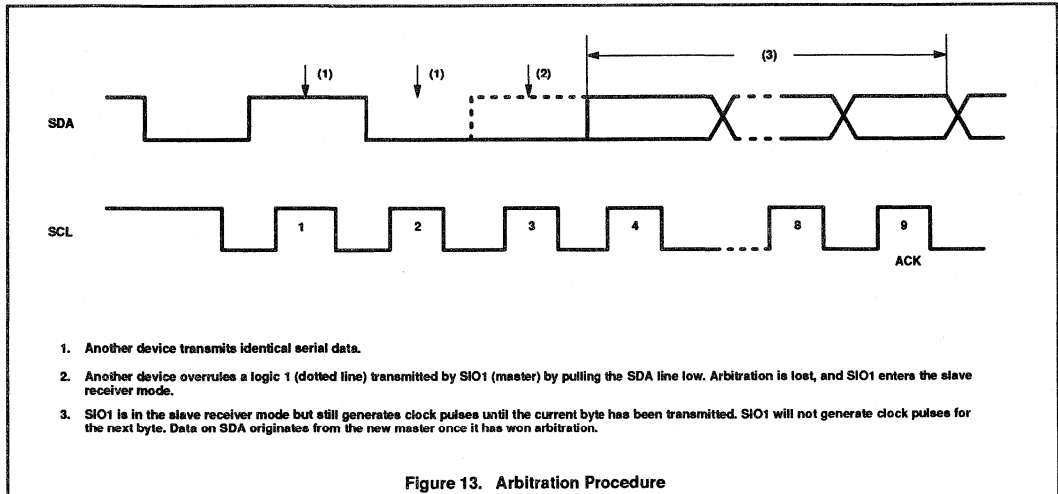 (1) (1) (2) (3)
SDA
SCL
1 2 3 4 8 9
ACK
1. Another device transmits identical serial data.
2. Another device overrules a logic 1 (dotted line) transmitted by SIO1 (master) by pulling the SDA line low. Arbitration is lost, and SIO1 enters the slave
receiver mode.
3. SIO1 is in the slave receiver mode but still generates clock pulses until the current byte has been transmitted. SIO1 will not generate clock pulses for
the next byte. Data on SDA originates from the new master once it has won arbitration.
Figure 13. Arbitration Procedure